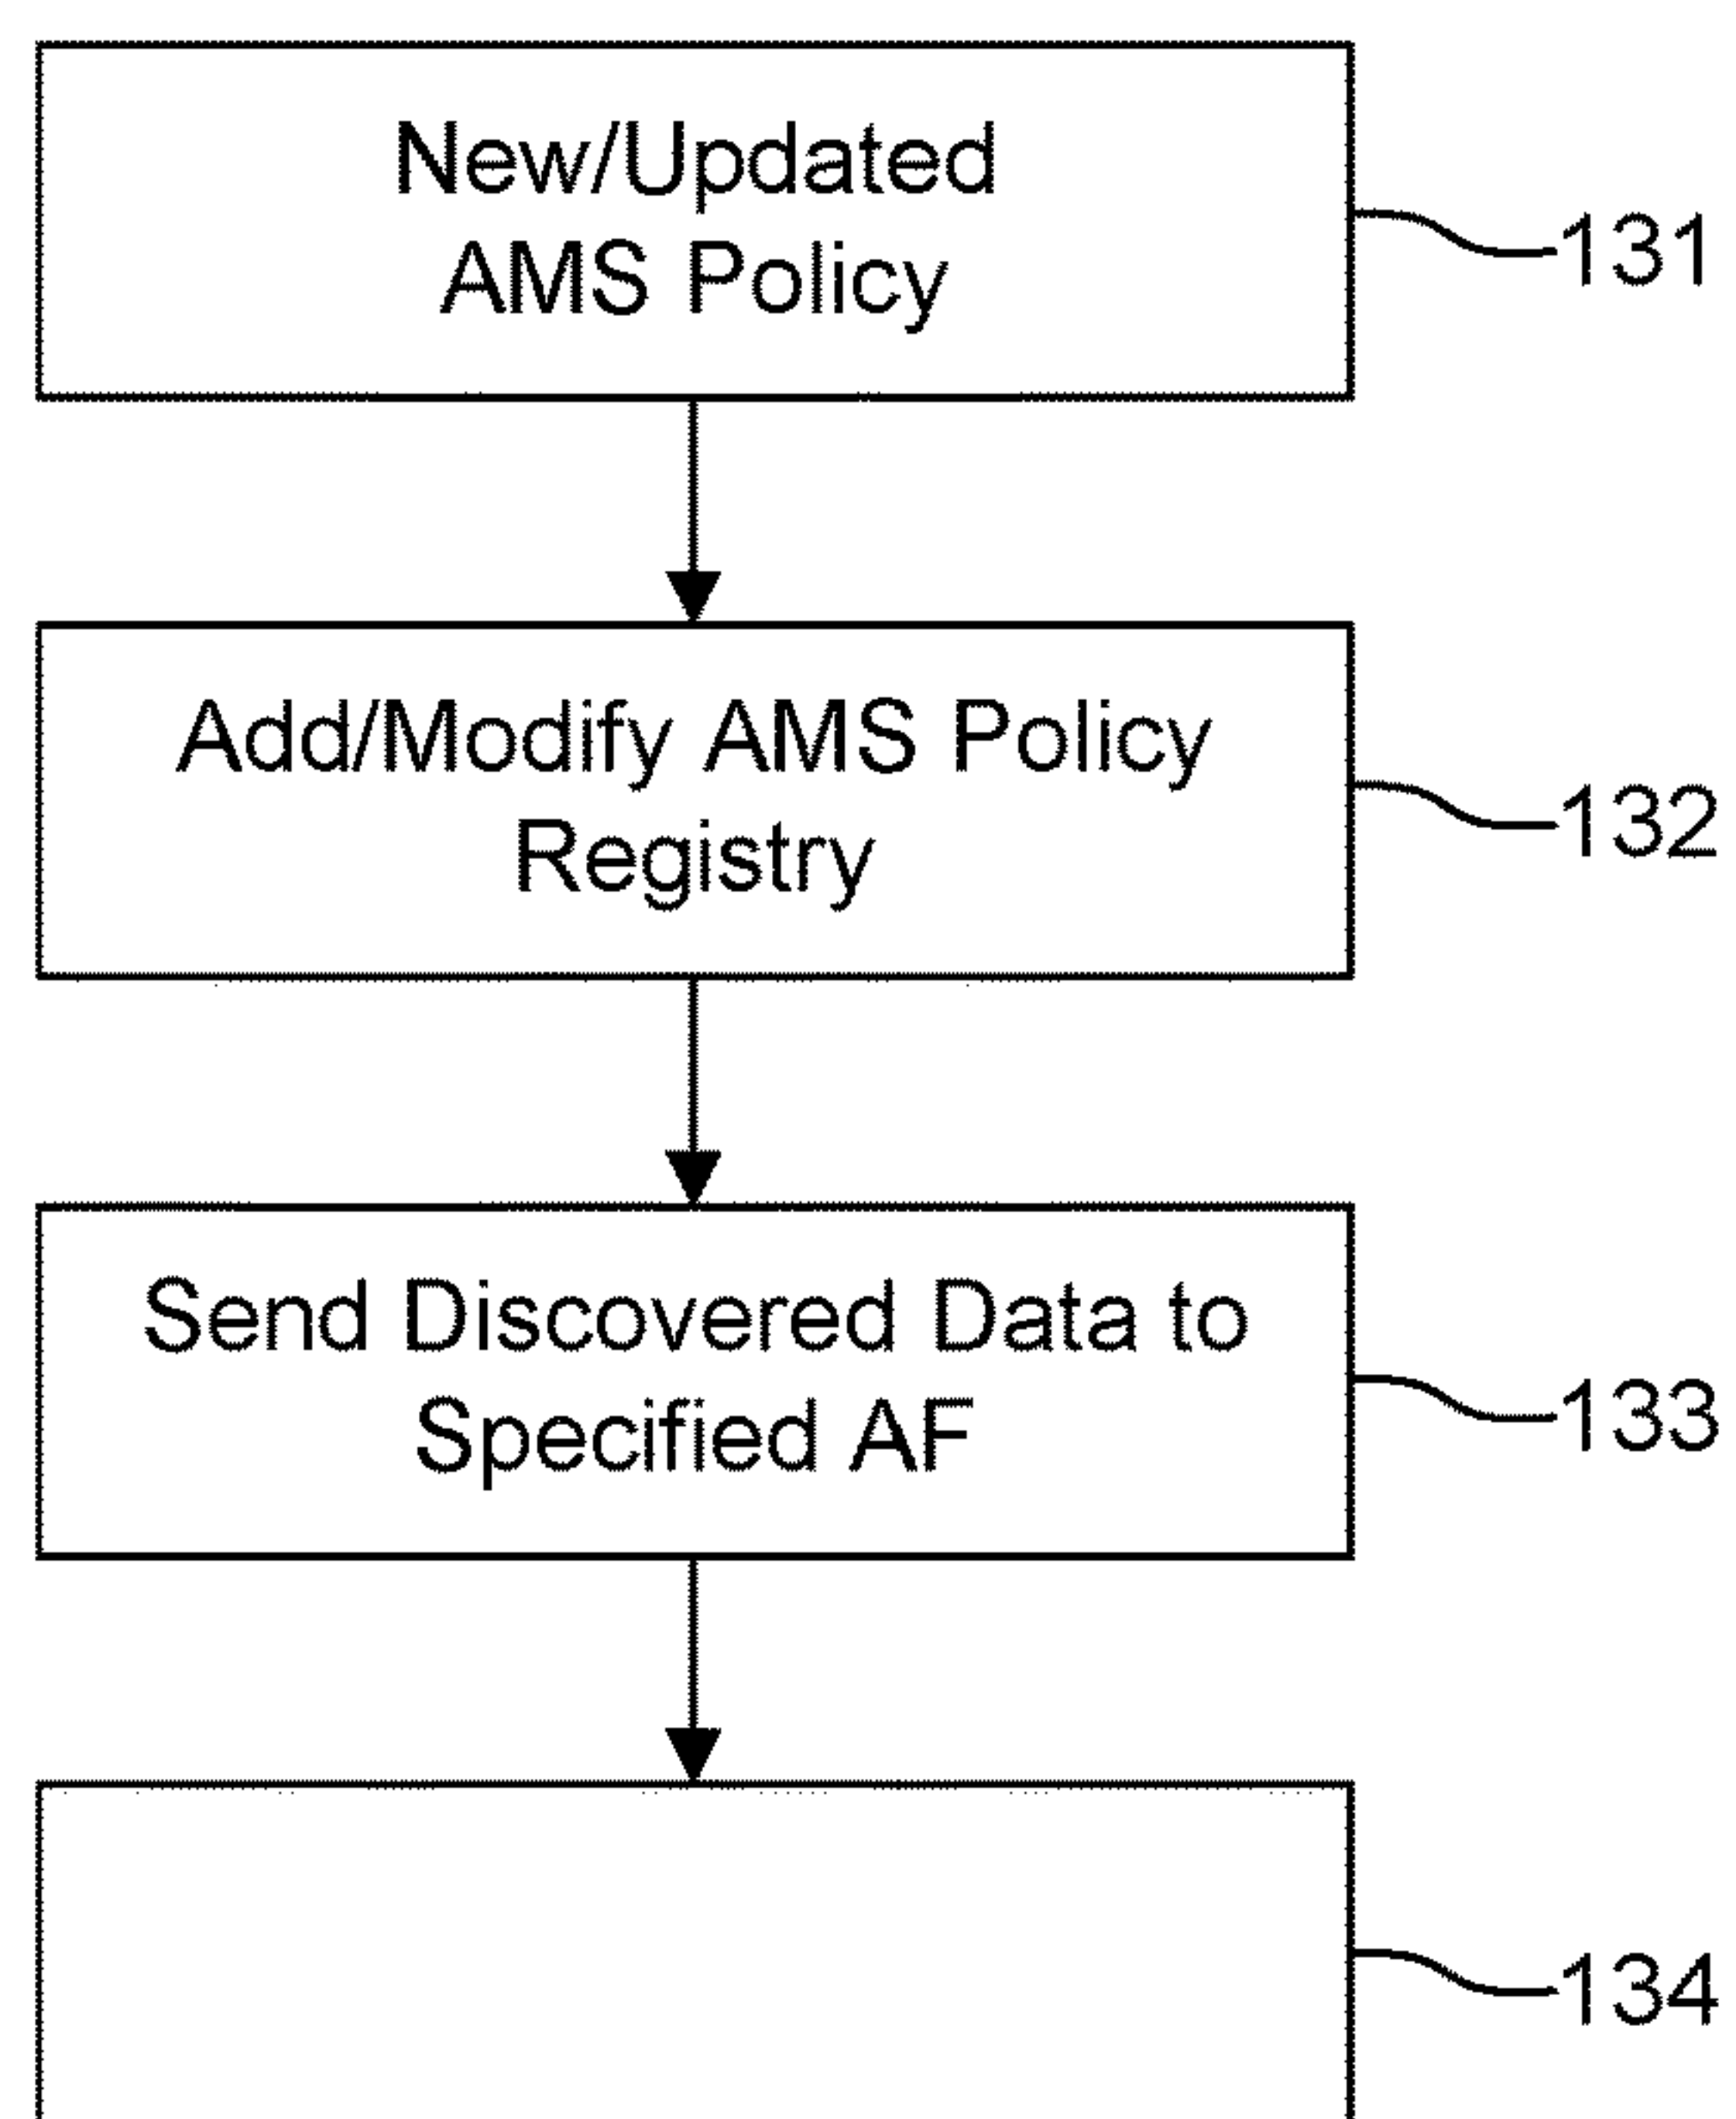 New/Updated
AMS Policy
131
Add/Modify AMS Policy
Registry
132
Send Discovered Data to
Specified AF
133
134